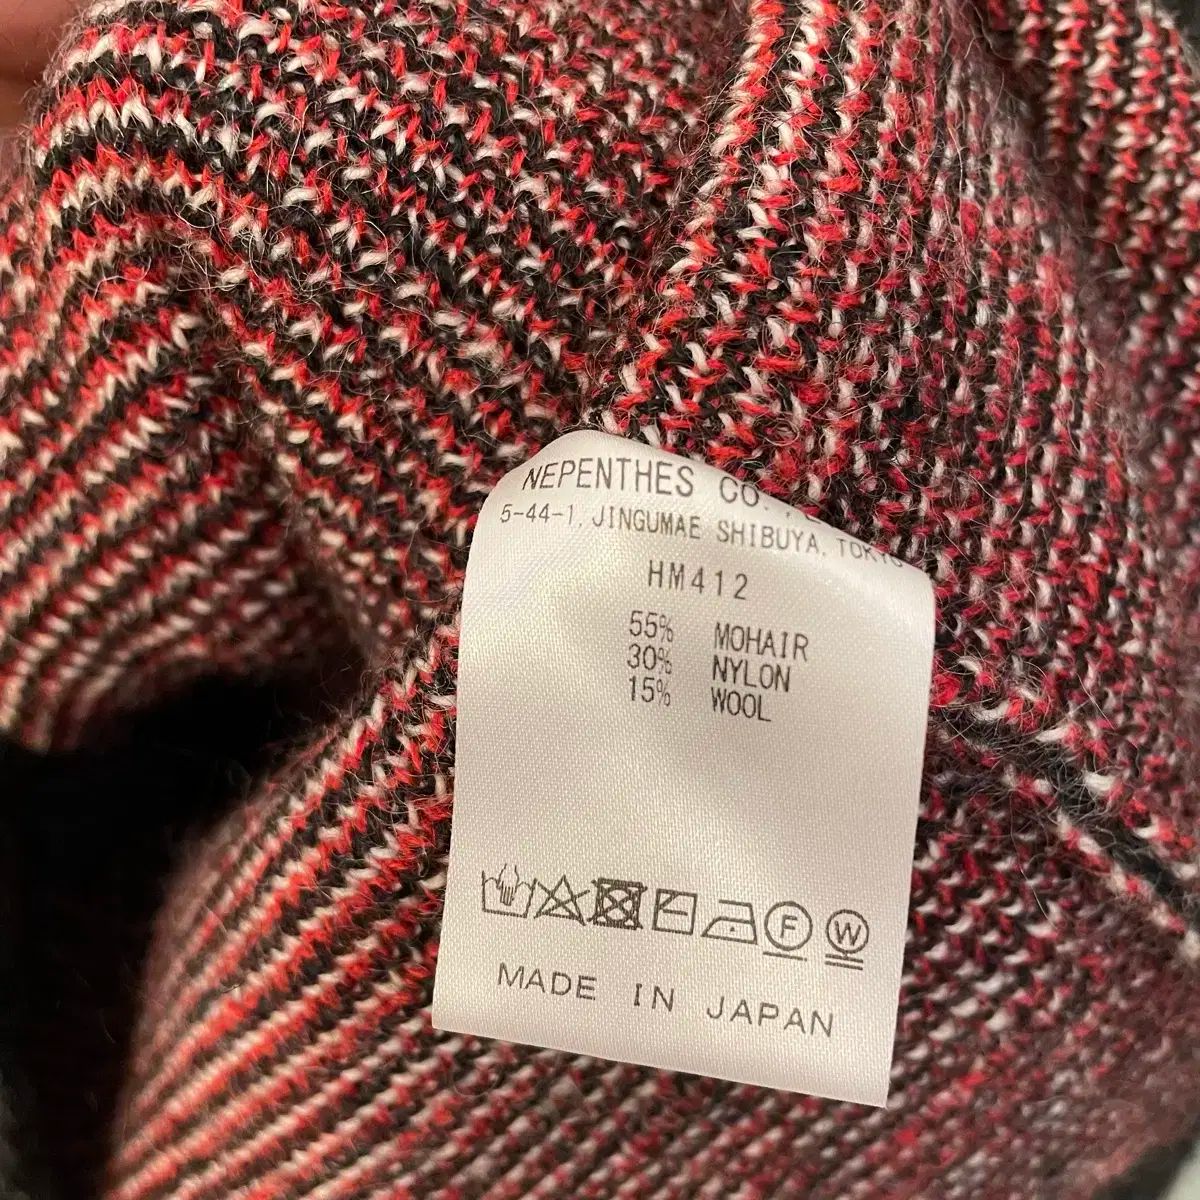 NEPENTHES CO.,
5-44-1, JINGUMAE SHIBUYA, TOKYO
HM412
55% MOHAIR
30% NYLON
15% WOOL
F W
MADE IN JAPAN